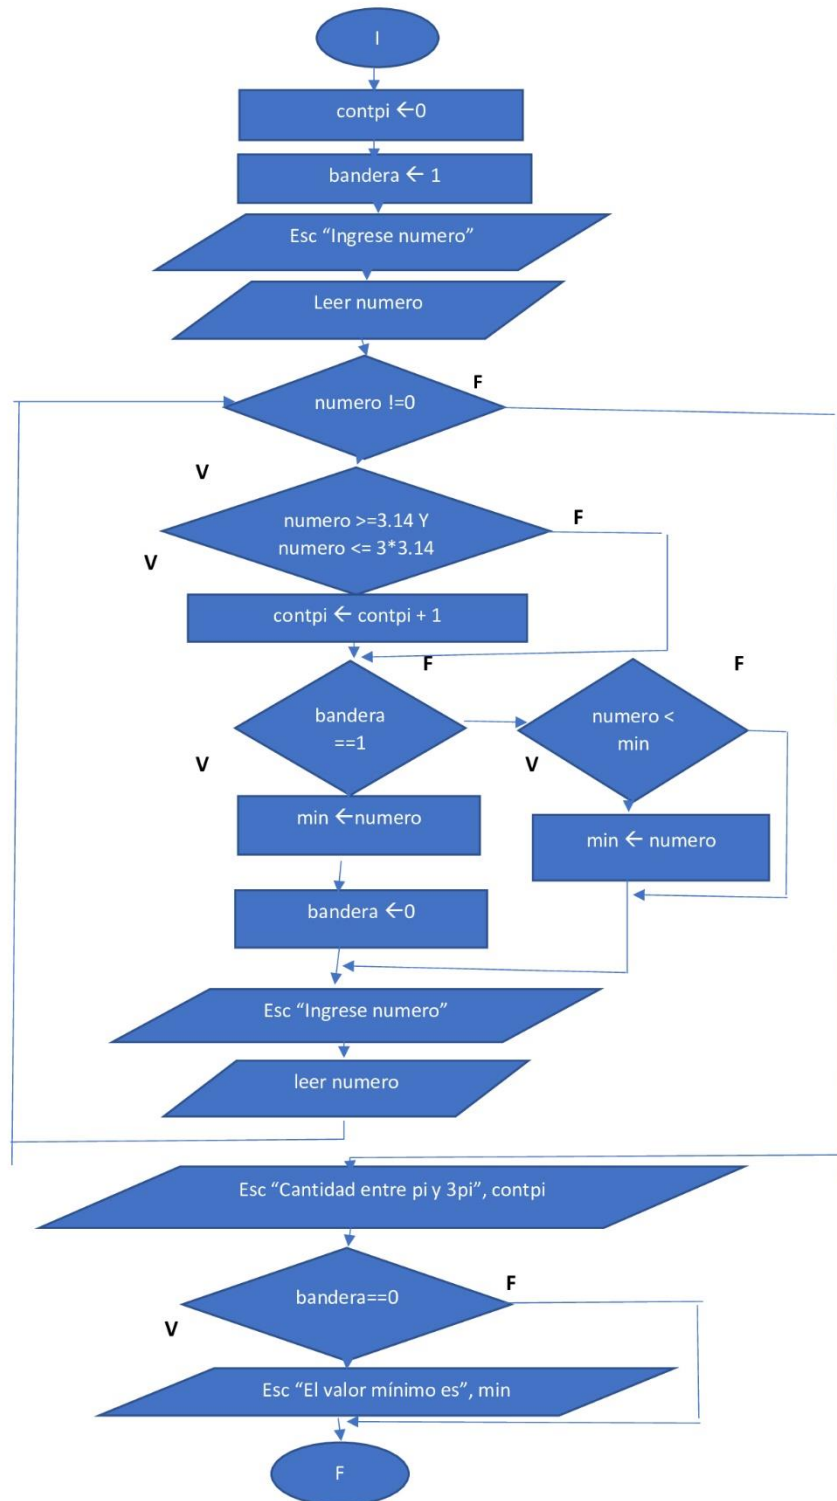 I
contpi ←0
bandera ← 1
Esc “Ingrese numero”
Leer numero
numero !=0
F
V
numero >=3.14 Y
numero <= 3*3.14
F
V
contpi ← contpi + 1
bandera
==1
F
V
numero <
min
F
V
min ←numero
min ← numero
bandera ←0
Esc “Ingrese numero”
leer numero
Esc “Cantidad entre pi y 3pi”, contpi
bandera==0
F
V
Esc “El valor mínimo es”, min
F